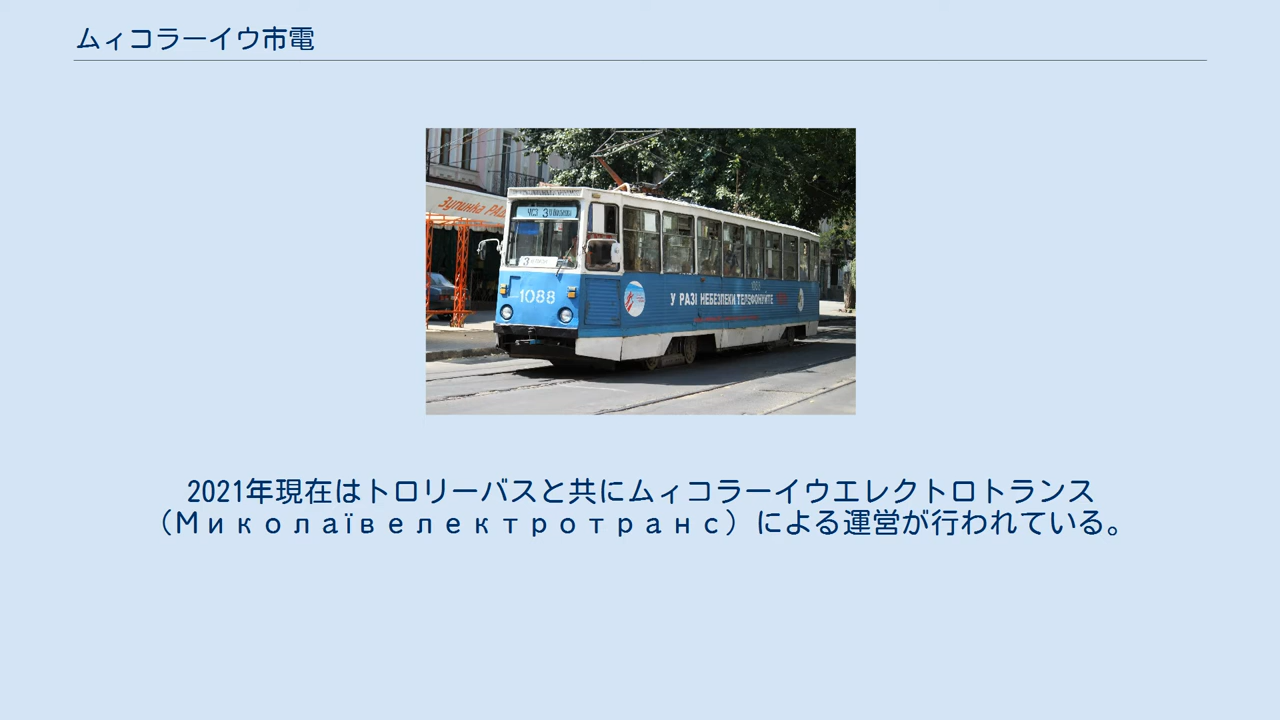 ムィコラーイウ市電
Зупинка
3
3
1088
У РАЗІ НЕБЕЗПЕКИ ТЕЛЕФОНУЙТЕ
2021年現在はトロリーバスと共にムィコラーイウエレクトロトランス
（Миколаївелектротранс）による運営が行われている。